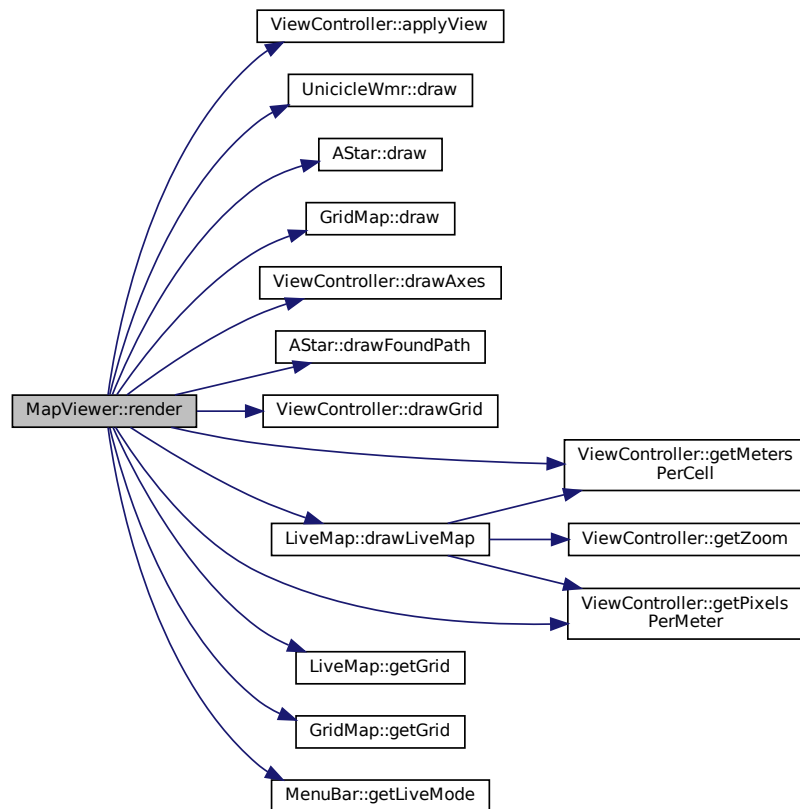 ViewController::applyView
UnicicleWmr::draw
AStar::draw
GridMap::draw
ViewController::drawAxes
AStar::drawFoundPath
MapViewer::render
ViewController::drawGrid
ViewController::getMeters
PerCell
LiveMap::drawLiveMap
ViewController::getZoom
ViewController::getPixels
PerMeter
LiveMap::getGrid
GridMap::getGrid
MenuBar::getLiveMode